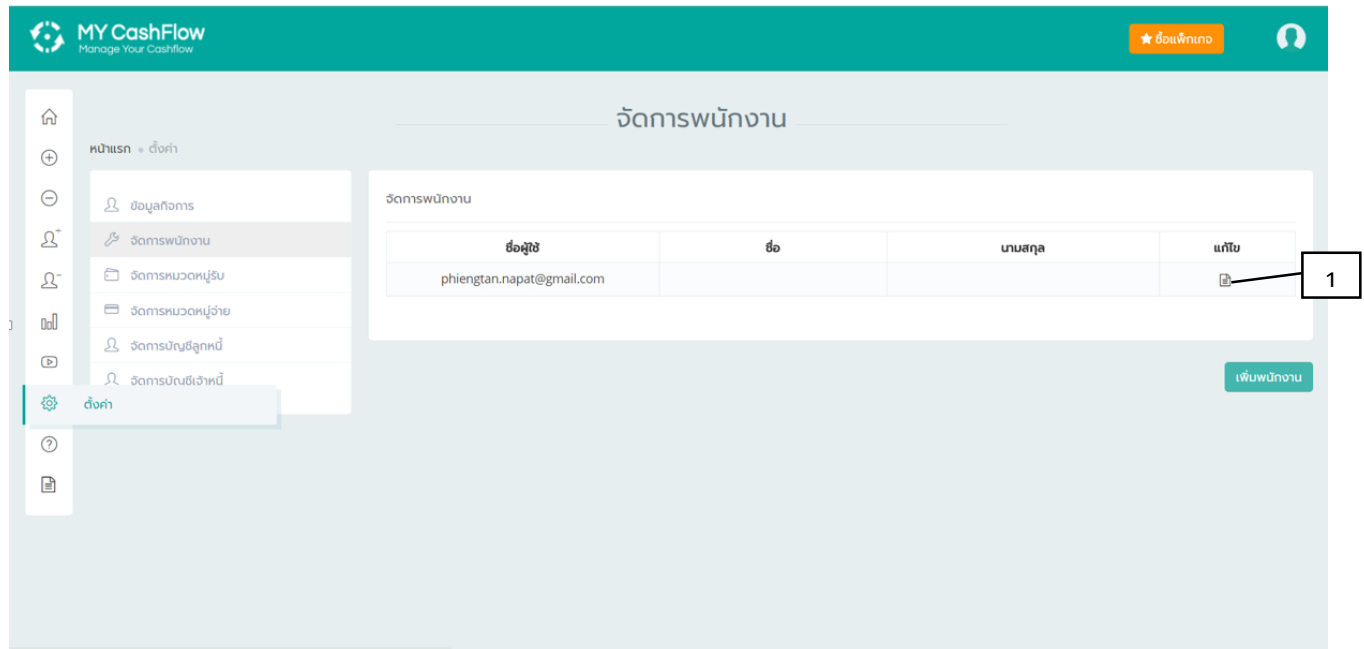 MY CashFlow
Manage Your Cashflow
ซื้อแพ็กเกจ
จัดการพนักงาน
หน้าแรก ตั้งค่า
ข้อมูลกิจการ
จัดการพนักงาน
จัดการหมวดหมู่รับ
จัดการหมวดหมู่จ่าย
จัดการบัญชีลูกหนี้
จัดการบัญชีเจ้าหนี้
ตั้งค่า
จัดการพนักงาน
ชื่อผู้ใช้ ชื่อ นามสกุล แก้ไข
phiengtan.napat@gmail.com
1
เพิ่มพนักงาน